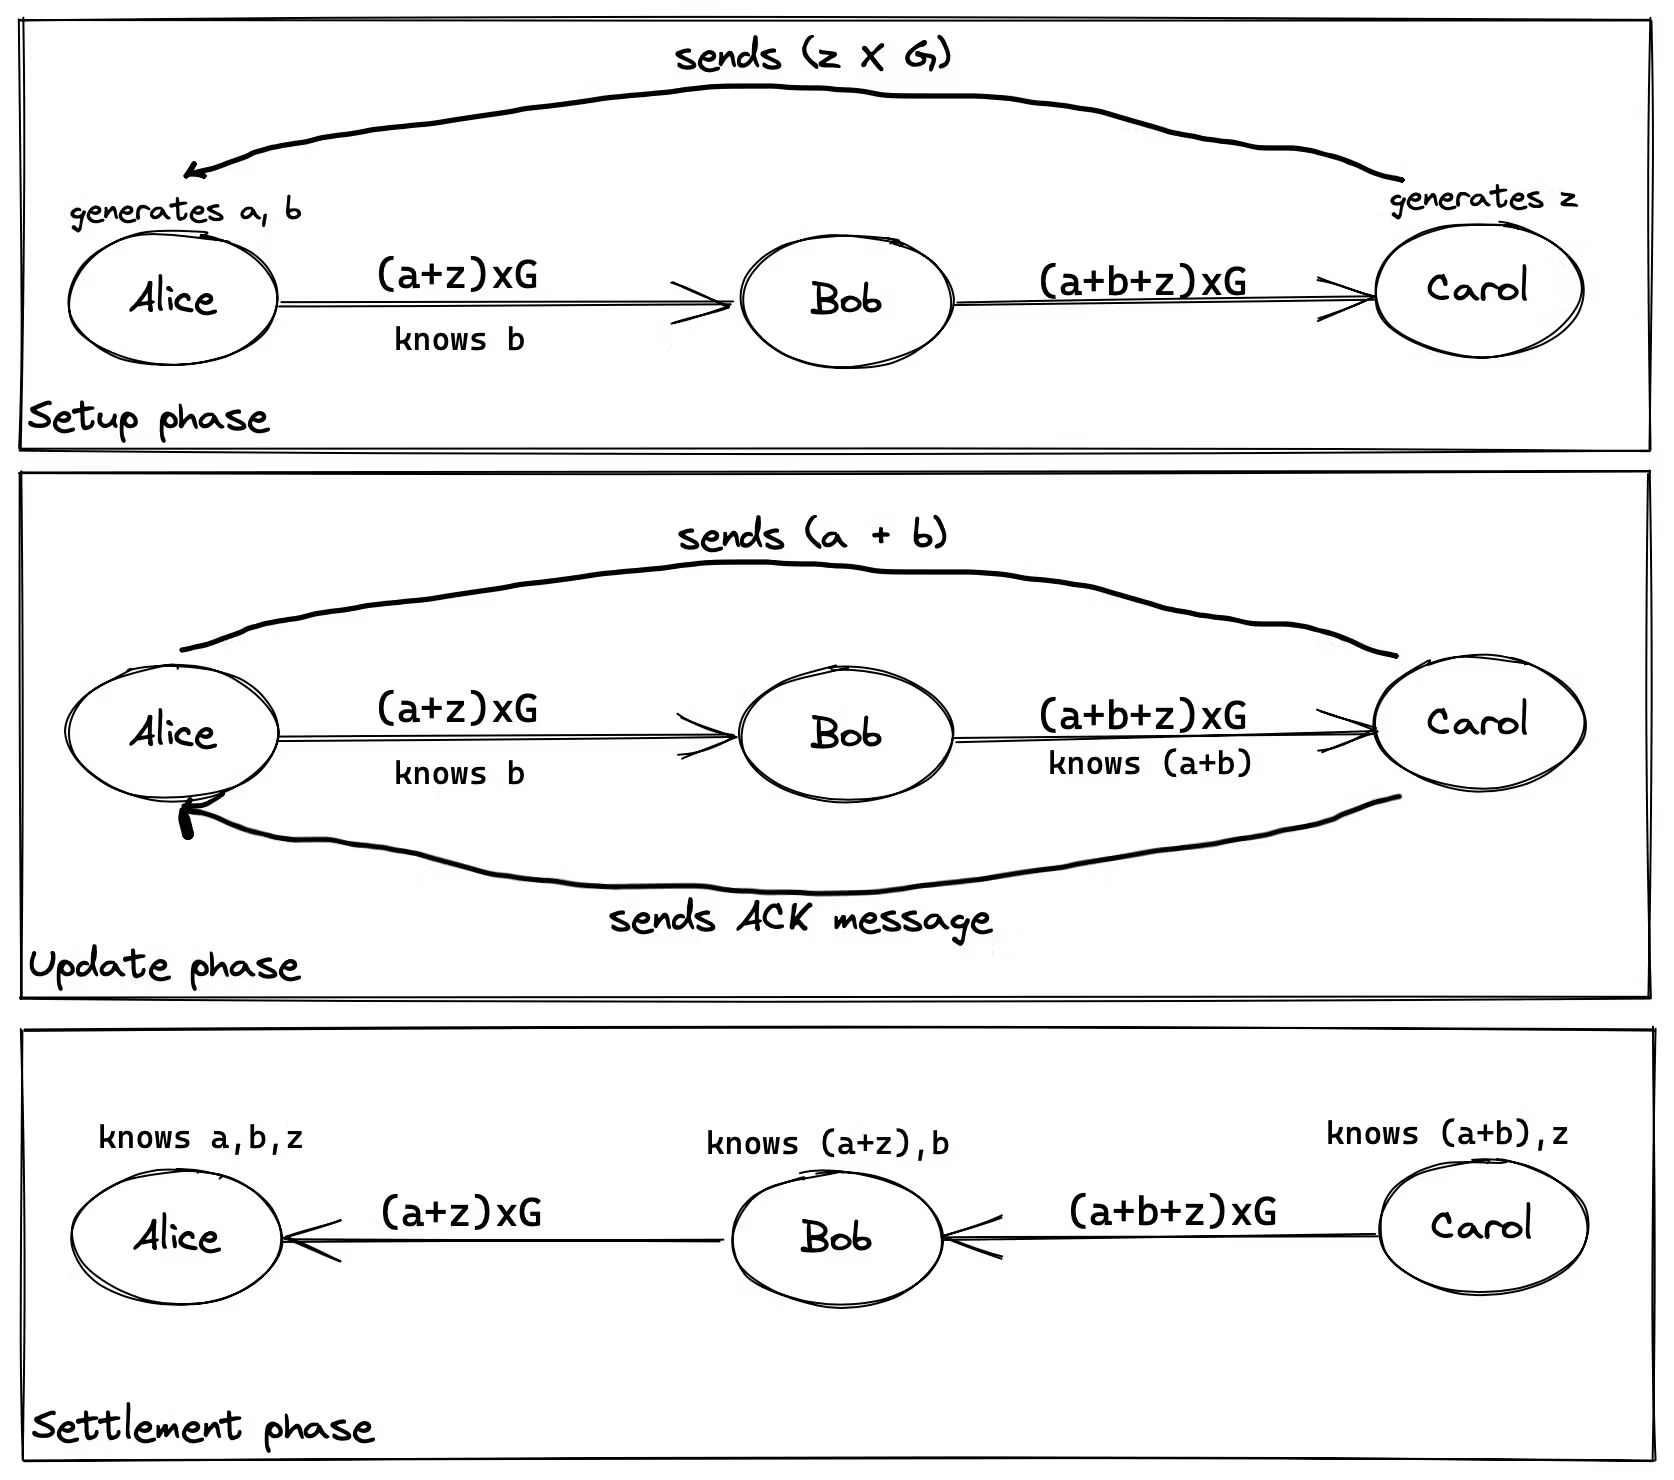 sends (z X G)
generates a, b
generates z
Alice
(a+z)xG
knows b
Bob
(a+b+z)xG
Carol
Setup phase
sends (a + b)
Alice
(a+z)xG
knows b
Bob
(a+b+z)xG
knows (a+b)
Carol
sends ACK message
Update phase
knows a,b,z
knows (a+z),b
knows (a+b),z
Alice
(a+z)xG
Bob
(a+b+z)xG
Carol
Settlement phase